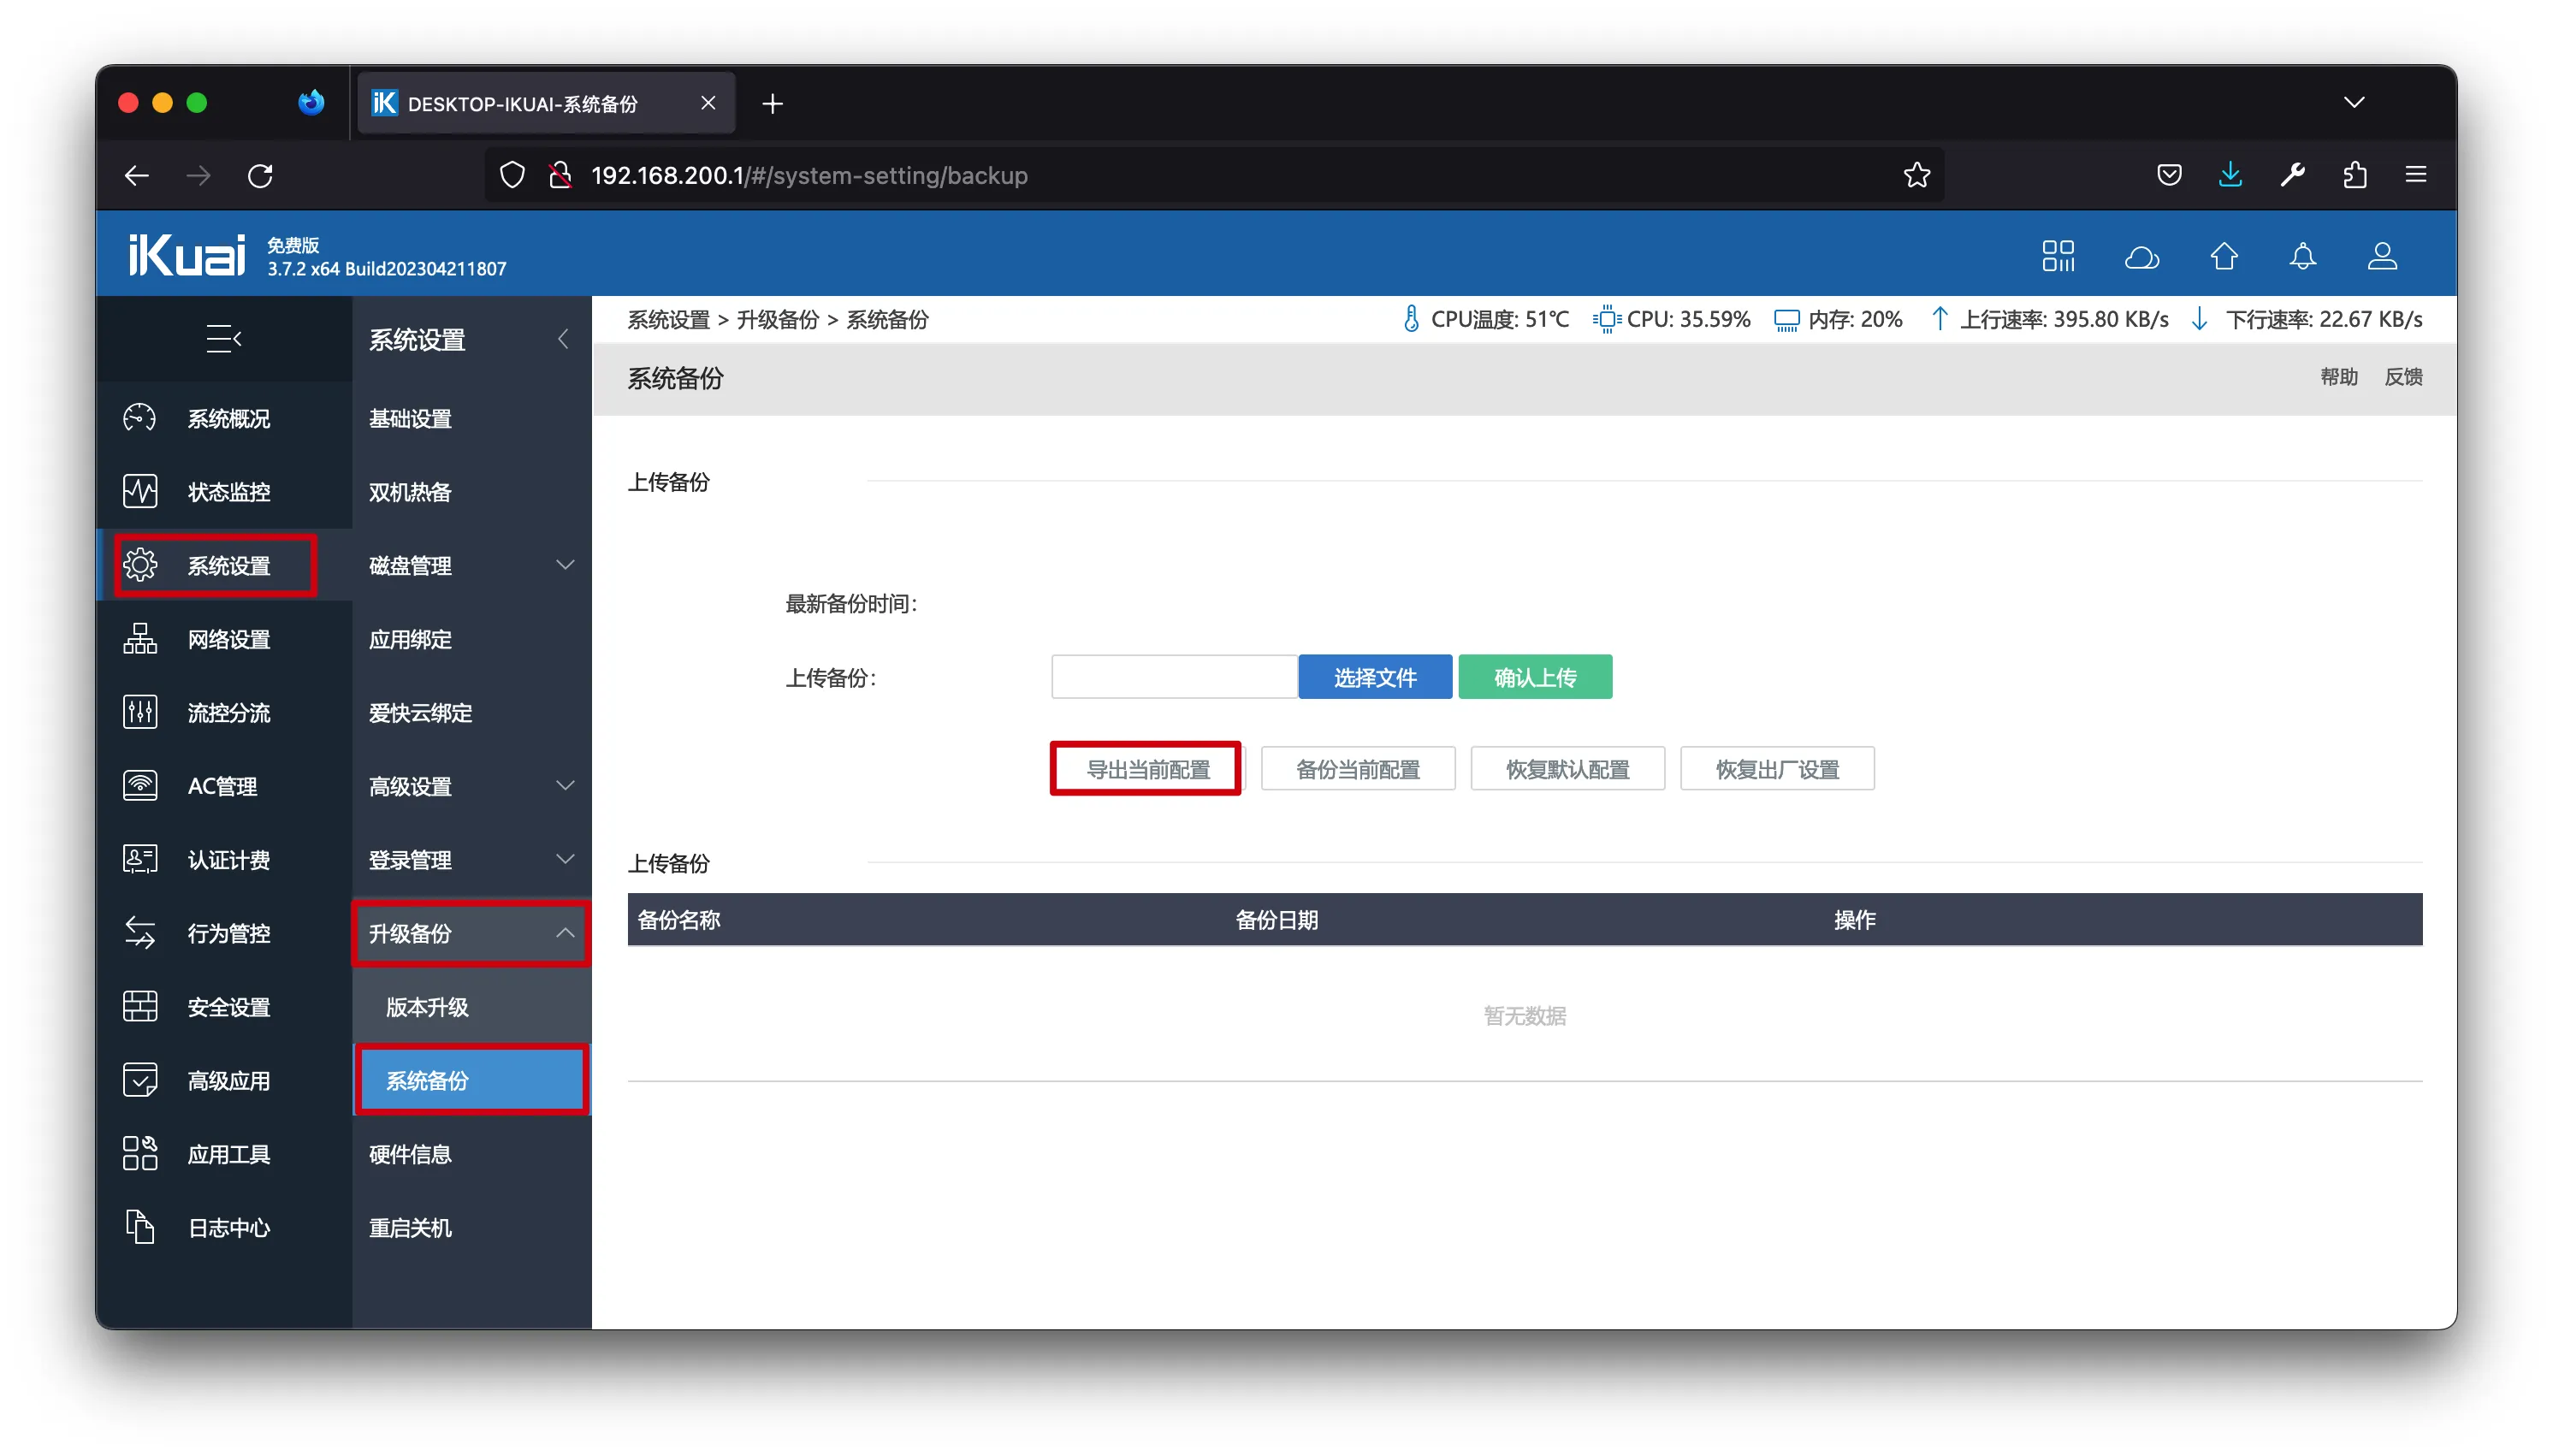 DESKTOP-IKUAI-系统备份
192.168.200.1/#/system-setting/backup
iKuai
免费版
3.7.2 x64 Build202304211807
系统概况
状态监控
系统设置
网络设置
流控分流
AC管理
认证计费
行为管控
安全设置
高级应用
应用工具
日志中心
系统设置
基础设置
双机热备
磁盘管理
应用绑定
爱快云绑定
高级设置
登录管理
升级备份
版本升级
系统备份
硬件信息
重启关机
系统设置 > 升级备份 > 系统备份
CPU温度: 51℃ CPU: 35.59% 内存: 20% 上行速率: 395.80 KB/s 下行速率: 22.67 KB/s
系统备份
帮助 反馈
上传备份
最新备份时间:
上传备份: 选择文件 确认上传
导出当前配置 备份当前配置 恢复默认配置 恢复出厂设置
上传备份
备份名称 备份日期 操作
暂无数据